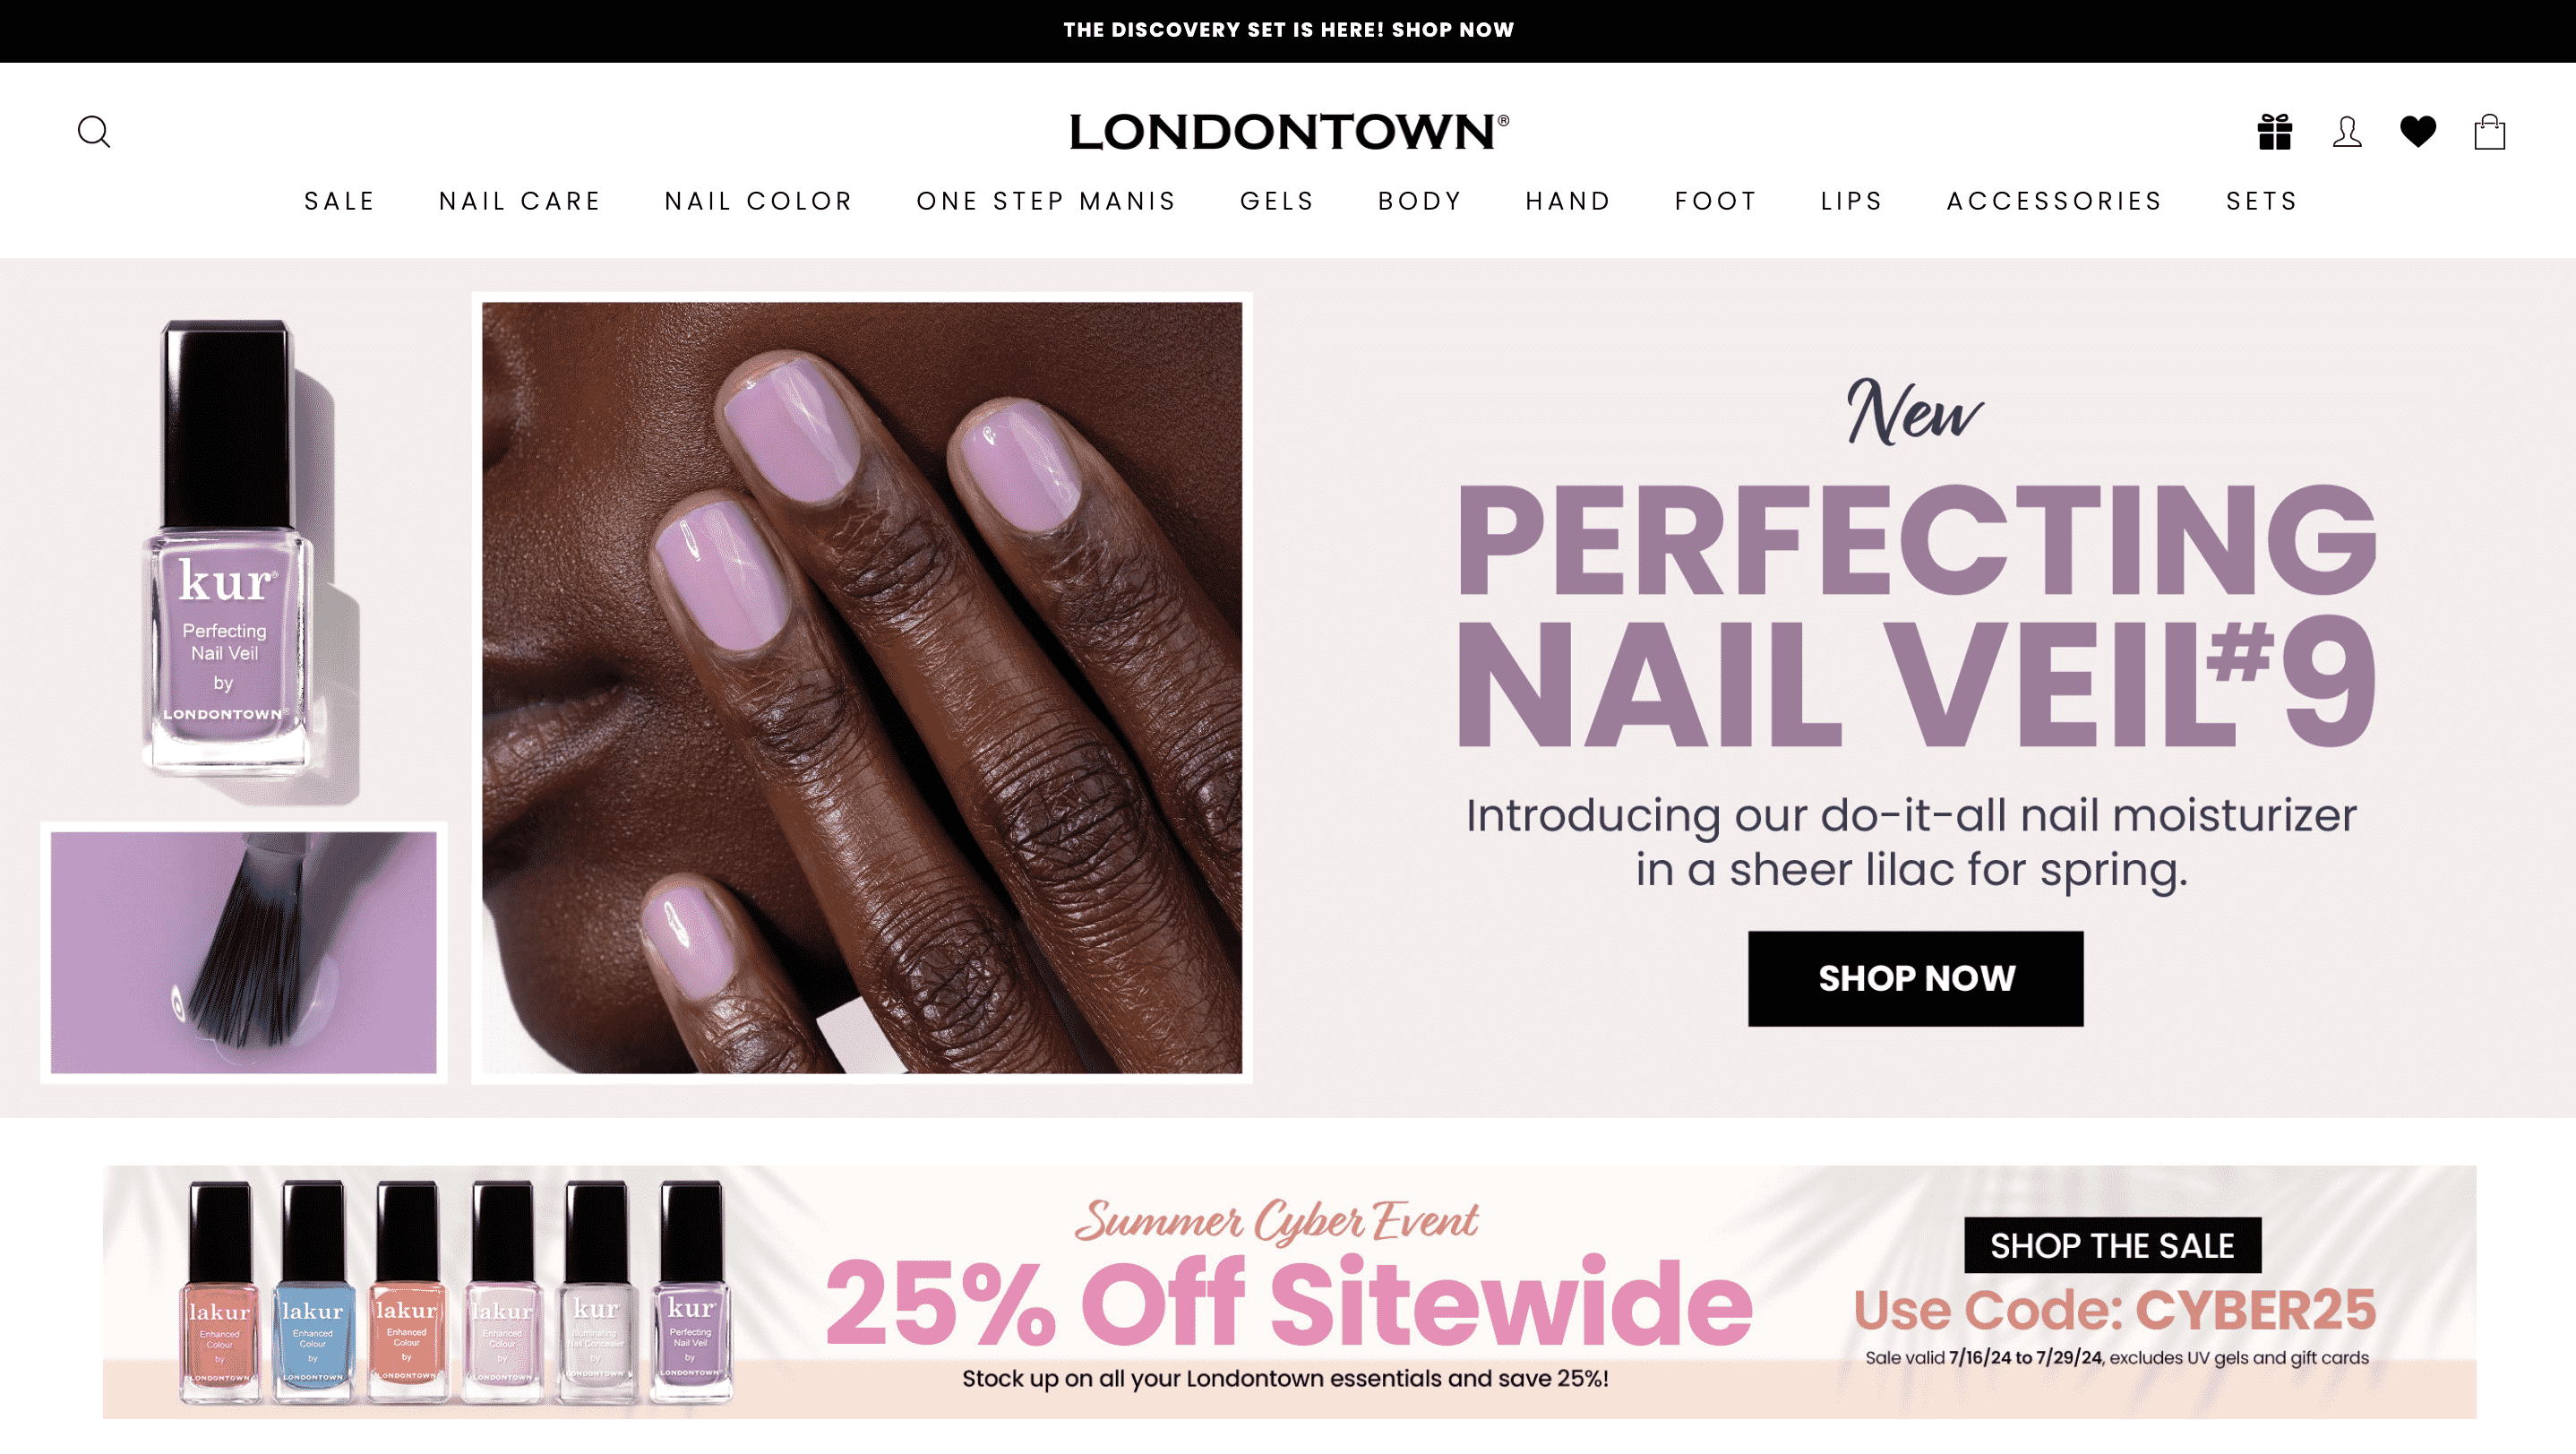 THE DISCOVERY SET IS HERE! SHOP NOW
LONDONTOWN®
SALE NAIL CARE NAIL COLOR ONE STEP MANIS GELS BODY HAND FOOT LIPS ACCESSORIES SETS
kur®
Perfecting
Nail Veil
by
LONDONTOWN®
New
PERFECTING
NAIL VEIL#9
Introducing our do-it-all nail moisturizer
in a sheer lilac for spring.
SHOP NOW
lakur
Enhanced
Colour
by
LONDONTOWN
lakur
Enhanced
Colour
by
LONDONTOWN
lakur
Enhanced
Colour
by
LONDONTOWN
lakur
Enhanced
Colour
by
LONDONTOWN
kur
Illuminating
Nail Concealer
by
LONDONTOWN
kur
Perfecting
Nail Veil
by
LONDONTOWN
Summer Cyber Event
25% Off Sitewide
Stock up on all your Londontown essentials and save 25%!
SHOP THE SALE
Use Code: CYBER25
Sale valid 7/16/24 to 7/29/24, excludes UV gels and gift cards